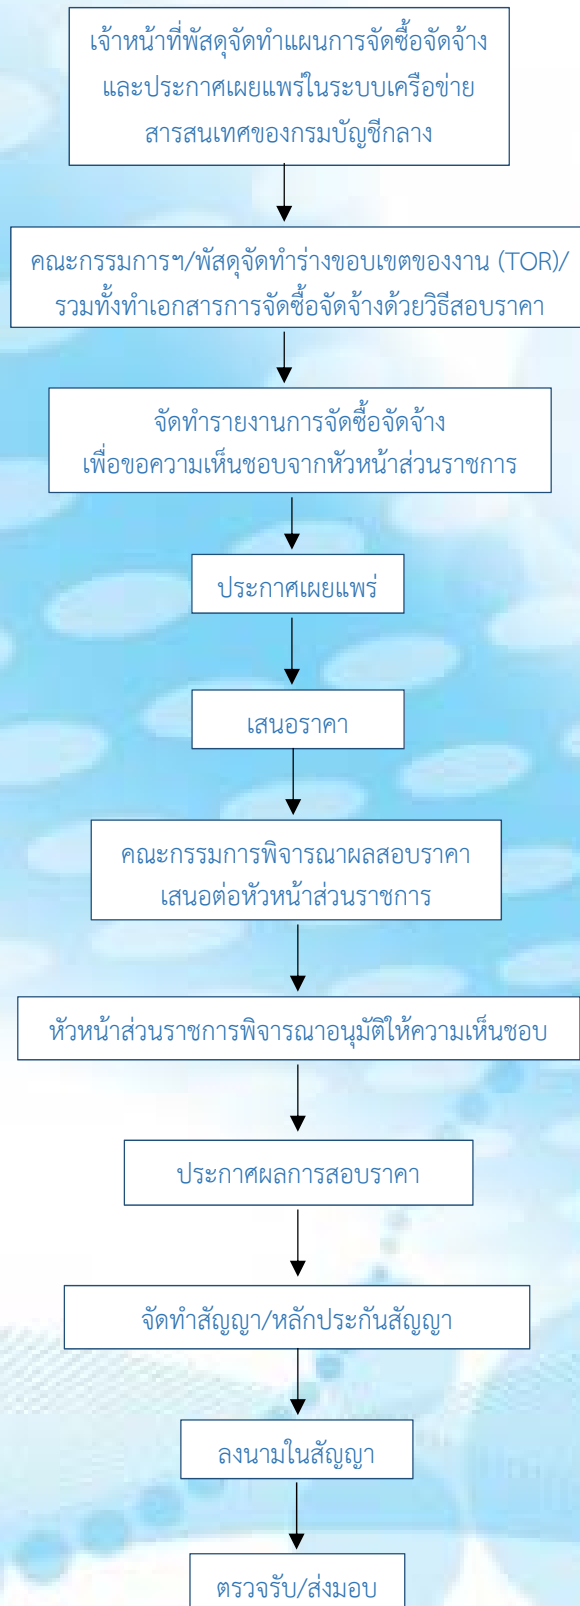 เจ้าหน้าที่พัสดุจัดทำแผนการจัดซื้อจัดจ้าง
และประกาศเผยแพร่ในระบบเครือข่าย
สารสนเทศของกรมบัญชีกลาง
คณะกรรมการฯ/พัสดุจัดทำร่างขอบเขตของงาน (TOR)/
รวมทั้งทำเอกสารการจัดซื้อจัดจ้างด้วยวิธีสอบราคา
จัดทำรายงานการจัดซื้อจัดจ้าง
เพื่อขอความเห็นชอบจากหัวหน้าส่วนราชการ
ประกาศเผยแพร่
เสนอราคา
คณะกรรมการพิจารณาผลสอบราคา
เสนอต่อหัวหน้าส่วนราชการ
หัวหน้าส่วนราชการพิจารณาอนุมัติให้ความเห็นชอบ
ประกาศผลการสอบราคา
จัดทำสัญญา/หลักประกันสัญญา
ลงนามในสัญญา
ตรวจรับ/ส่งมอบ